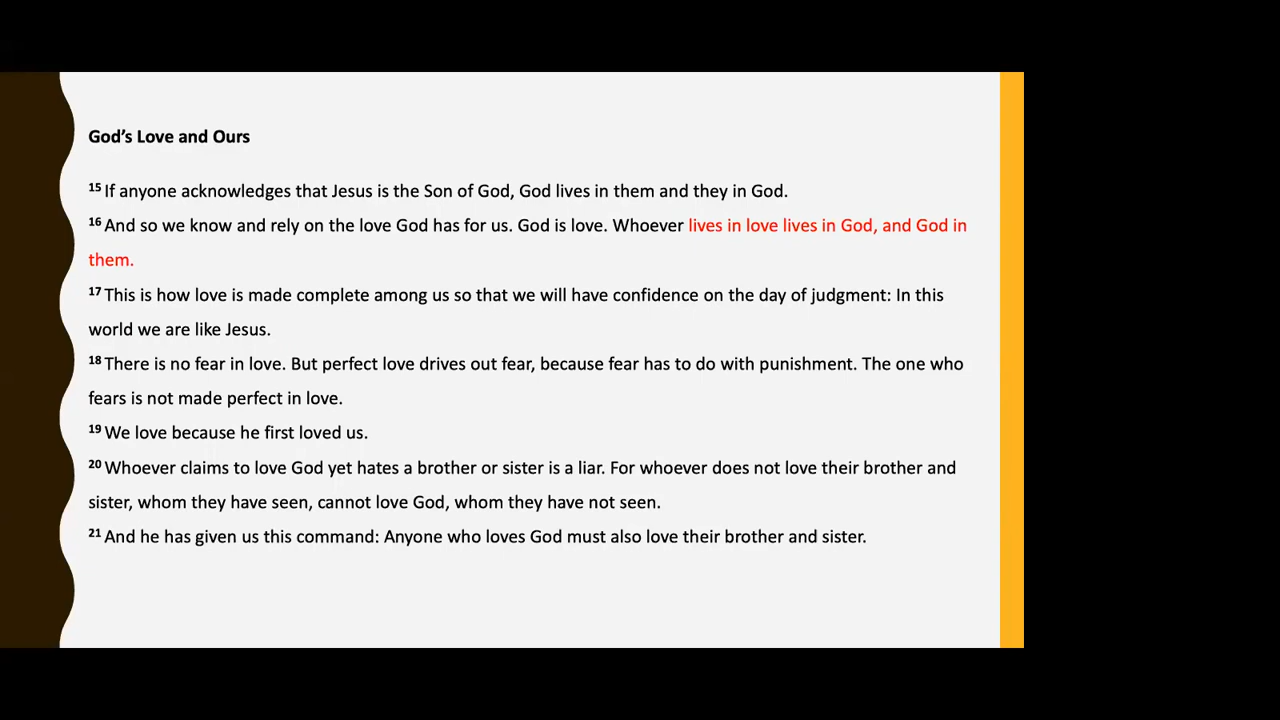 God’s Love and Ours
15 If anyone acknowledges that Jesus is the Son of God, God lives in them and they in God.
16 And so we know and rely on the love God has for us. God is love. Whoever lives in love lives in God, and God in
them.
17 This is how love is made complete among us so that we will have confidence on the day of judgment: In this
world we are like Jesus.
18 There is no fear in love. But perfect love drives out fear, because fear has to do with punishment. The one who
fears is not made perfect in love.
19 We love because he first loved us.
20 Whoever claims to love God yet hates a brother or sister is a liar. For whoever does not love their brother and
sister, whom they have seen, cannot love God, whom they have not seen.
21 And he has given us this command: Anyone who loves God must also love their brother and sister.